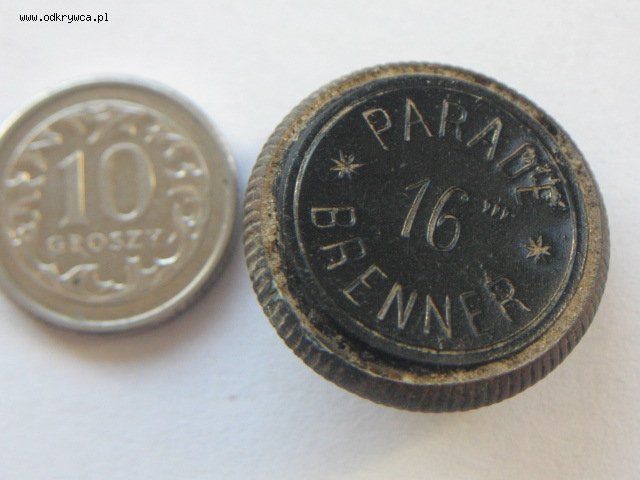 www.odkrywca.pl
10
GROSZY
PARADE
16'''
BRENNER